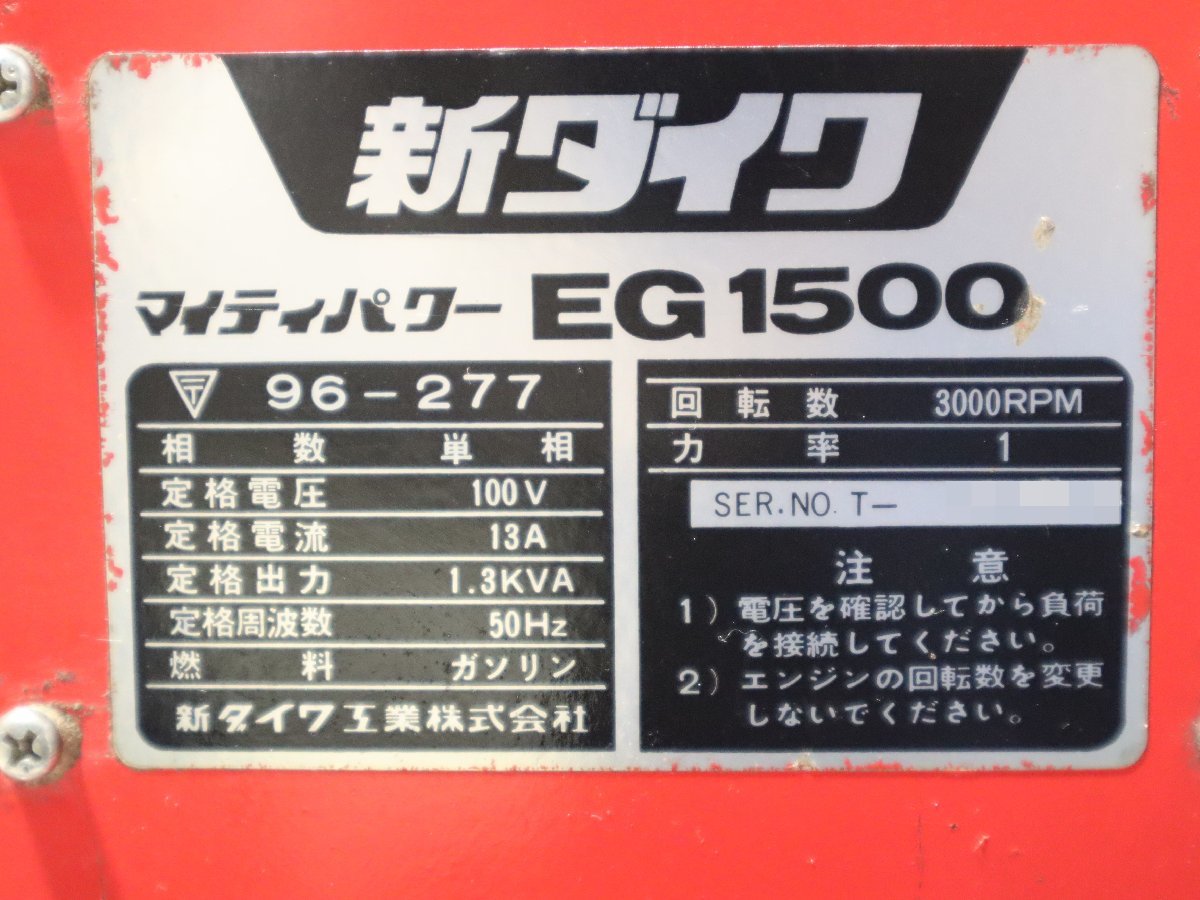 新ダイワ
マイティパワー EG1500
〒 96-277
相数 単相
定格電圧 100V
定格電流 13A
定格出力 1.3KVA
定格周波数 50Hz
燃料 ガソリン
新ダイワ工業株式会社
回転数 3000RPM
力率 1
SER.NO. T-
注意
1) 電圧を確認してから負荷
を接続してください。
2) エンジンの回転数を変更
しないでください。